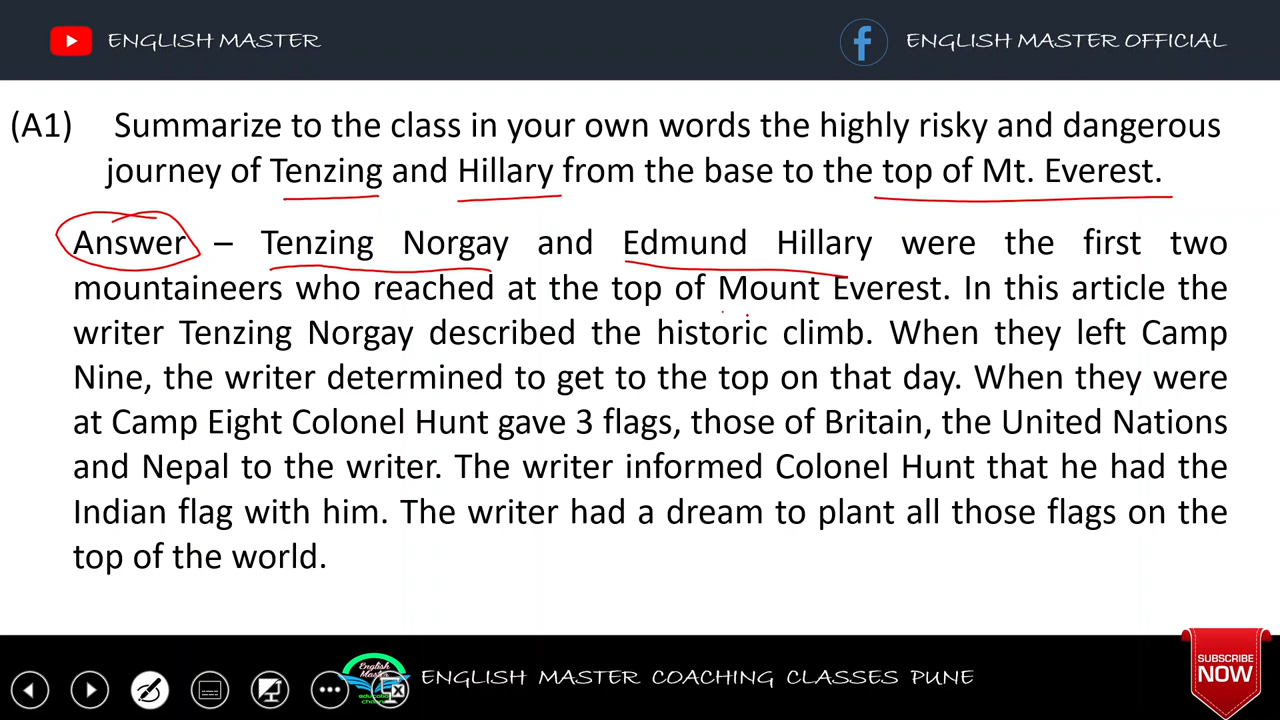 ENGLISH MASTER
ENGLISH MASTER OFFICIAL
(A1) Summarize to the class in your own words the highly risky and dangerous
journey of Tenzing and Hillary from the base to the top of Mt. Everest.
Answer – Tenzing Norgay and Edmund Hillary were the first two
mountaineers who reached at the top of Mount Everest. In this article the
writer Tenzing Norgay described the historic climb. When they left Camp
Nine, the writer determined to get to the top on that day. When they were
at Camp Eight Colonel Hunt gave 3 flags, those of Britain, the United Nations
and Nepal to the writer. The writer informed Colonel Hunt that he had the
Indian flag with him. The writer had a dream to plant all those flags on the
top of the world.
English
Master
ENGLISH MASTER COACHING CLASSES PUNE
SUBSCRIBE
NOW